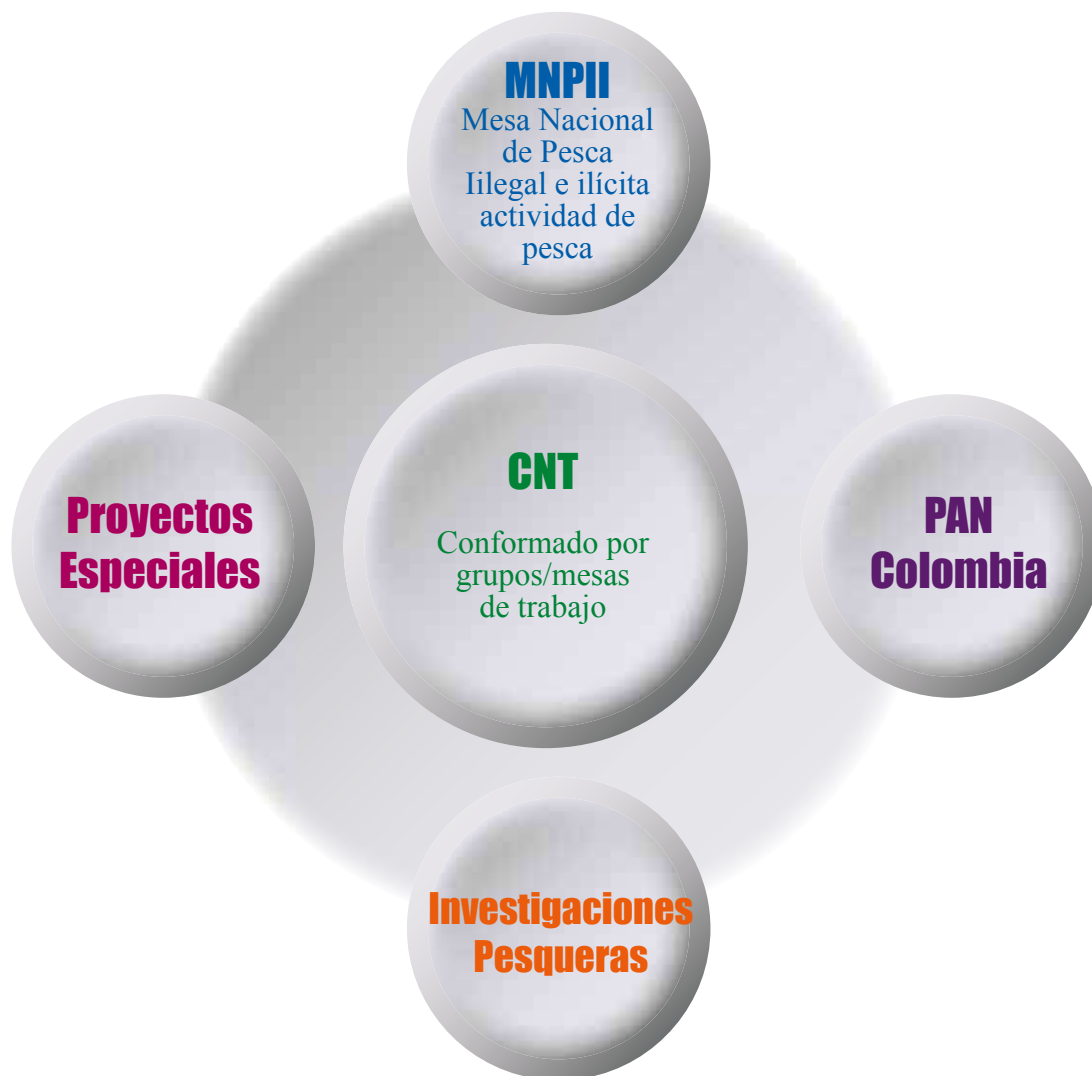 MNPII
Mesa Nacional
de Pesca
Iilegal e ilícita
actividad de
pesca
Proyectos
Especiales
CNT
Conformado por
grupos/mesas
de trabajo
PAN
Colombia
Investigaciones
Pesqueras